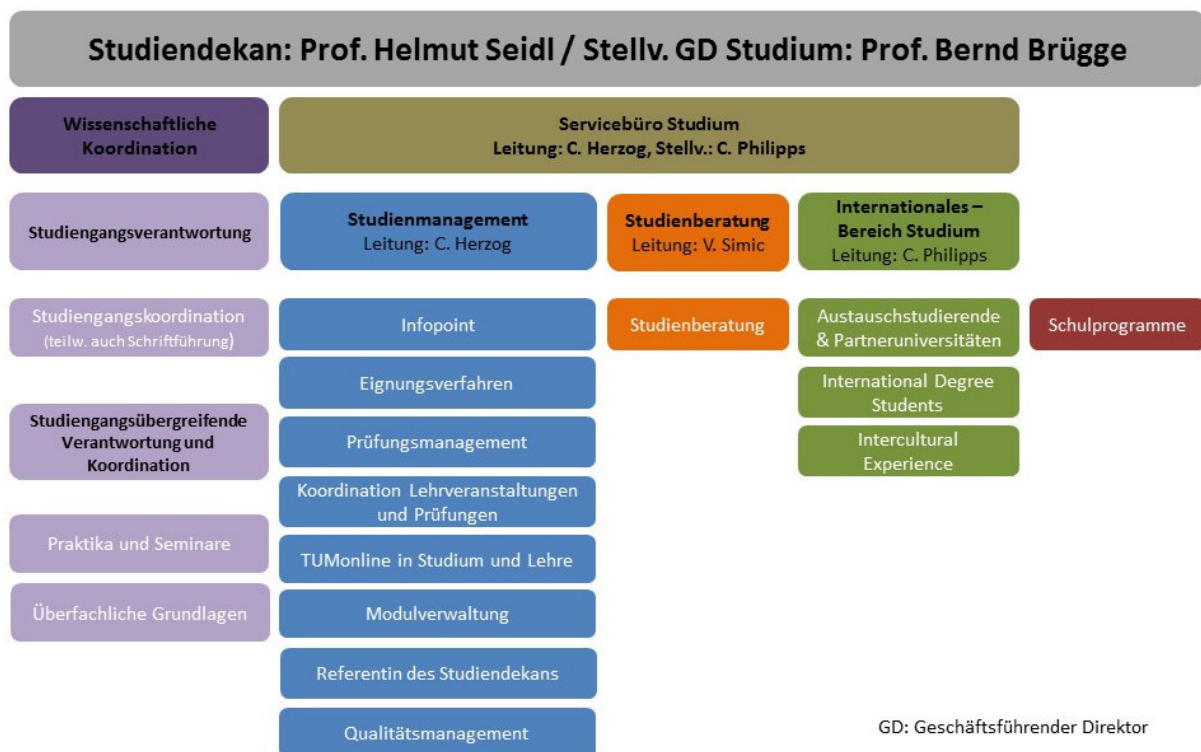 Studiendekan: Prof. Helmut Seidl / Stellv. GD Studium: Prof. Bernd Brügge
Wissenschaftliche
Koordination
Servicebüro Studium
Leitung: C. Herzog, Stellv.: C. Philipps
Studiengangsverantwortung
Studienmanagement
Leitung: C. Herzog
Studienberatung
Leitung: V. Simic
Internationales –
Bereich Studium
Leitung: C. Philipps
Studiengangskoordination
(teilw. auch Schriftführung)
Studiengangsübergreifende
Verantwortung und
Koordination
Praktika und Seminare
Überfachliche Grundlagen
Infopoint
Eignungsverfahren
Prüfungsmanagement
Koordination Lehrveranstaltungen
und Prüfungen
TUMonline in Studium und Lehre
Modulverwaltung
Referentin des Studiendekans
Qualitätsmanagement
Studienberatung
Austauschstudierende
& Partneruniversitäten
International Degree
Students
Intercultural
Experience
Schulprogramme
GD: Geschäftsführender Direktor